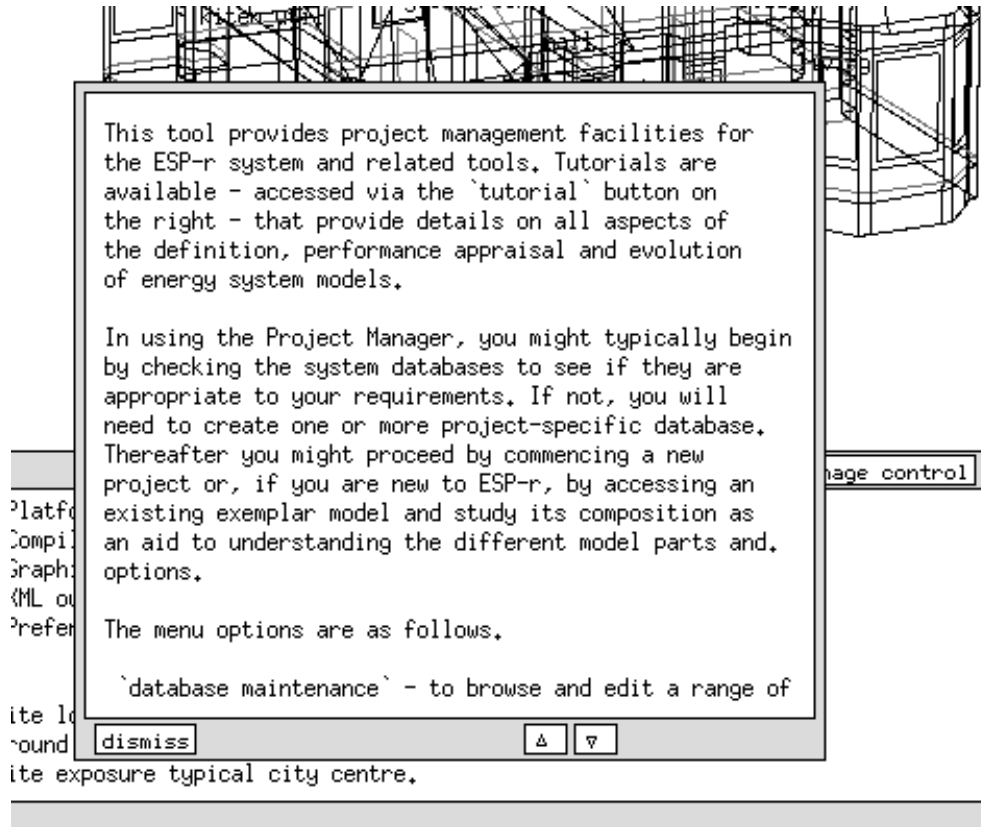 This tool provides project management facilities for
the ESP-r system and related tools. Tutorials are
available - accessed via the `tutorial` button on
the right - that provide details on all aspects of
the definition, performance appraisal and evolution
of energy system models.
In using the Project Manager, you might typically begin
by checking the system databases to see if they are
appropriate to your requirements. If not, you will
need to create one or more project-specific database.
Thereafter you might proceed by commencing a new
project or, if you are new to ESP-r, by accessing an
existing exemplar model and study its composition as
an aid to understanding the different model parts and.
options.
The menu options are as follows.
`database maintenance` - to browse and edit a range of
dismiss
control
ite exposure typical city centre.